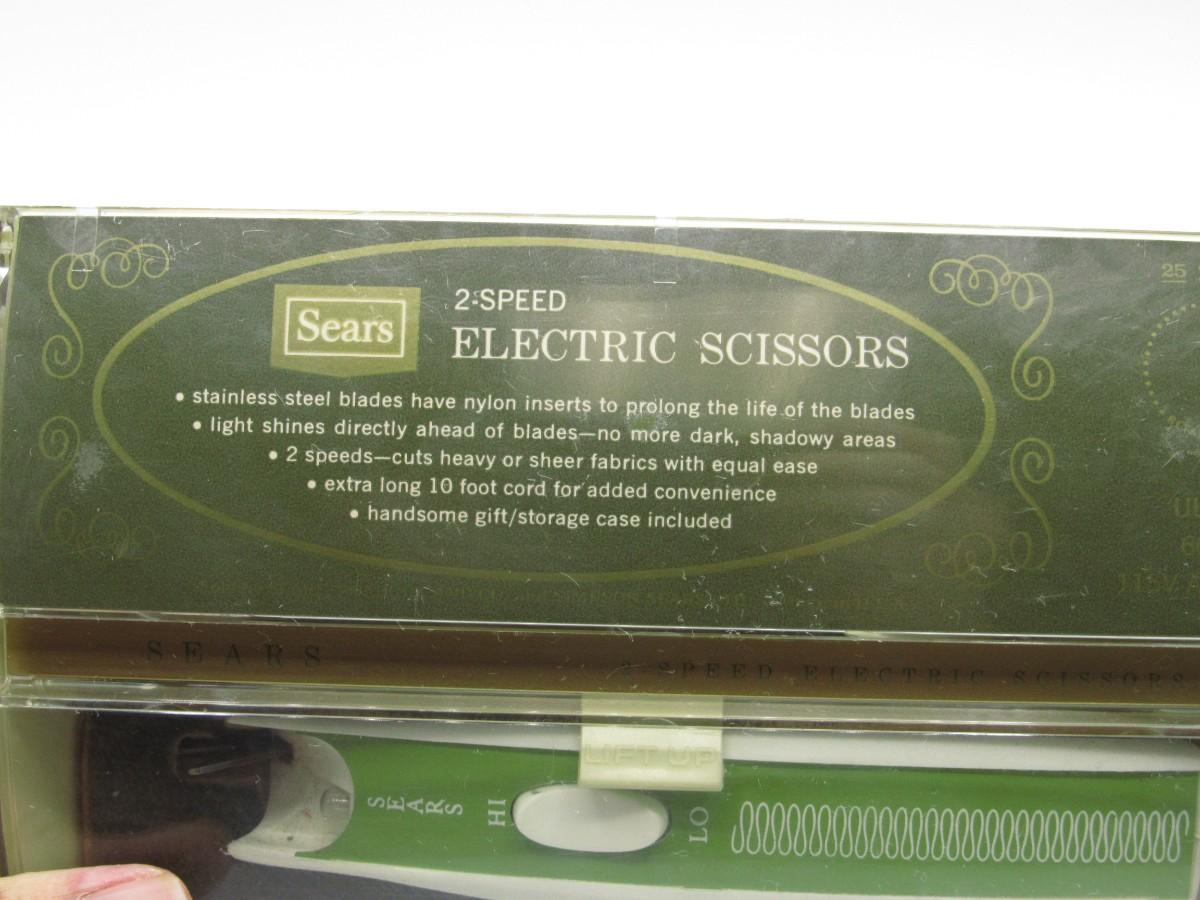 Sears
2-SPEED
ELECTRIC SCISSORS
• stainless steel blades have nylon inserts to prolong the life of the blades
• light shines directly ahead of blades—no more dark, shadowy areas
• 2 speeds—cuts heavy or sheer fabrics with equal ease
• extra long 10 foot cord for added convenience
• handsome gift/storage case included
25
SEARS
2-SPEED ELECTRIC SCISSORS
LIFT UP
SEARS
HI
LO